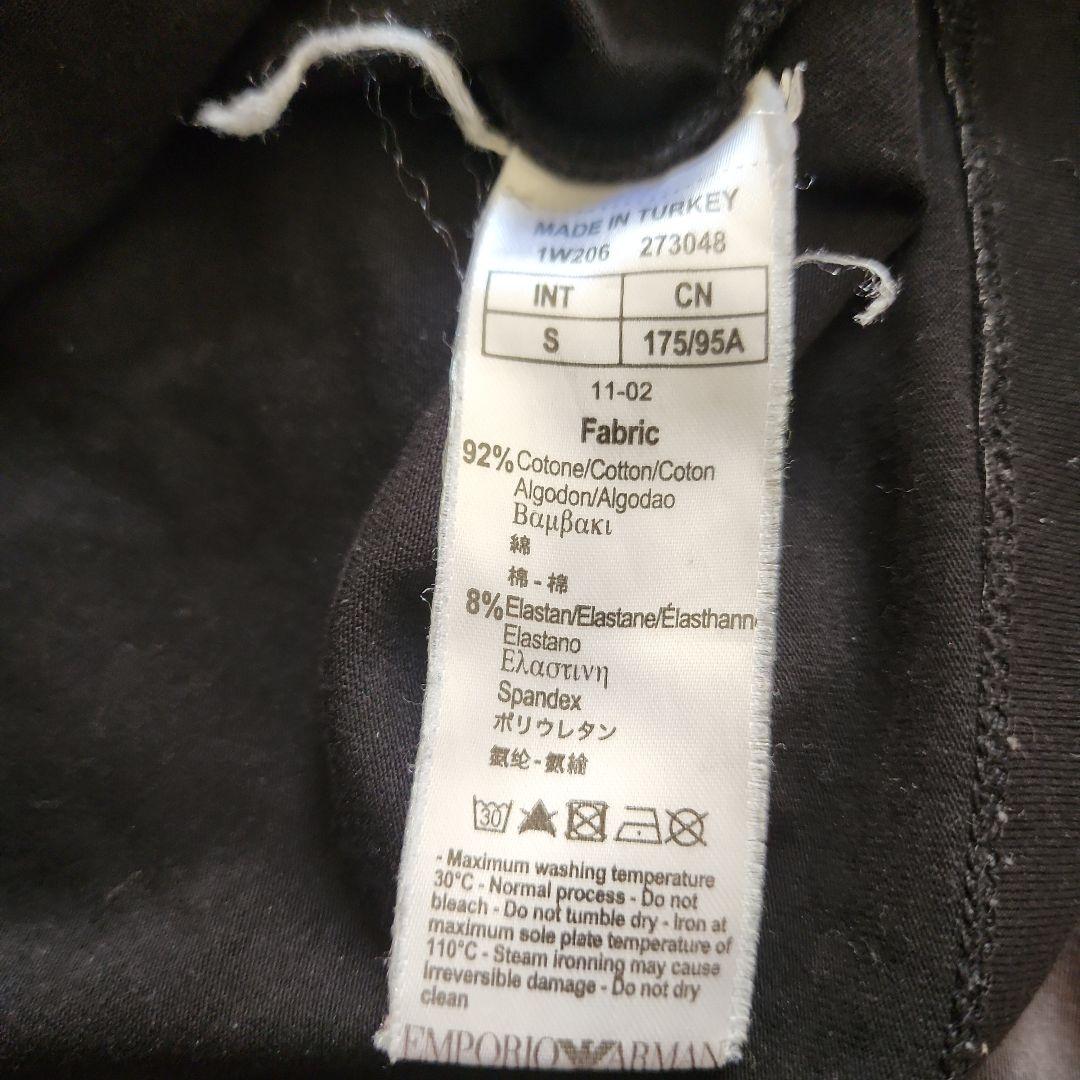 MADE IN TURKEY
1W206 273048
INT CN
S 175/95A
11-02
Fabric
92% Cotone/Cotton/Coton
Algodon/Algodao
Βαμβακι
綿
棉 - 棉
8% Elastan/Elastane/Élasthann
Elastano
Ελαστινη
Spandex
ポリウレタン
氨纶 - 氨綸
30
- Maximum washing temperature
30°C - Normal process - Do not
bleach - Do not tumble dry - Iron at
maximum sole plate temperature of
110°C - Steam ironning may cause
Irreversible damage - Do not dry
clean
EMPORIO ARMANI